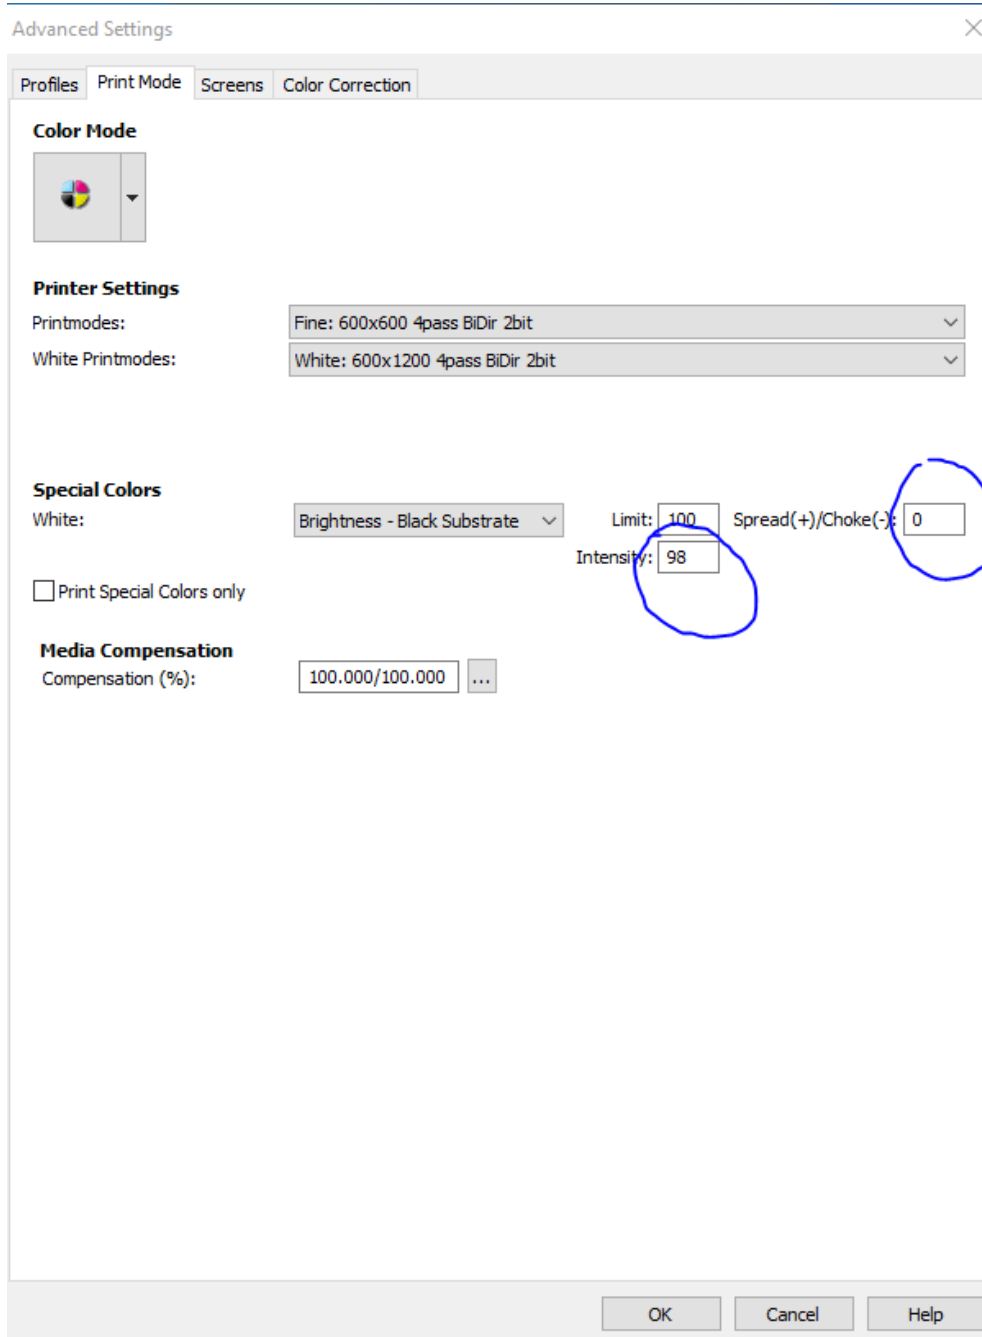 Advanced Settings
Profiles Print Mode Screens Color Correction
Color Mode
Printer Settings
Printmodes: Fine: 600x600 4pass BiDir 2bit
White Printmodes: White: 600x1200 4pass BiDir 2bit
Special Colors
White: Brightness - Black Substrate Limit: 100 Spread(+)/Choke(-): 0
Intensity: 98
Print Special Colors only
Media Compensation
Compensation (%): 100.000/100.000 ...
OK Cancel Help